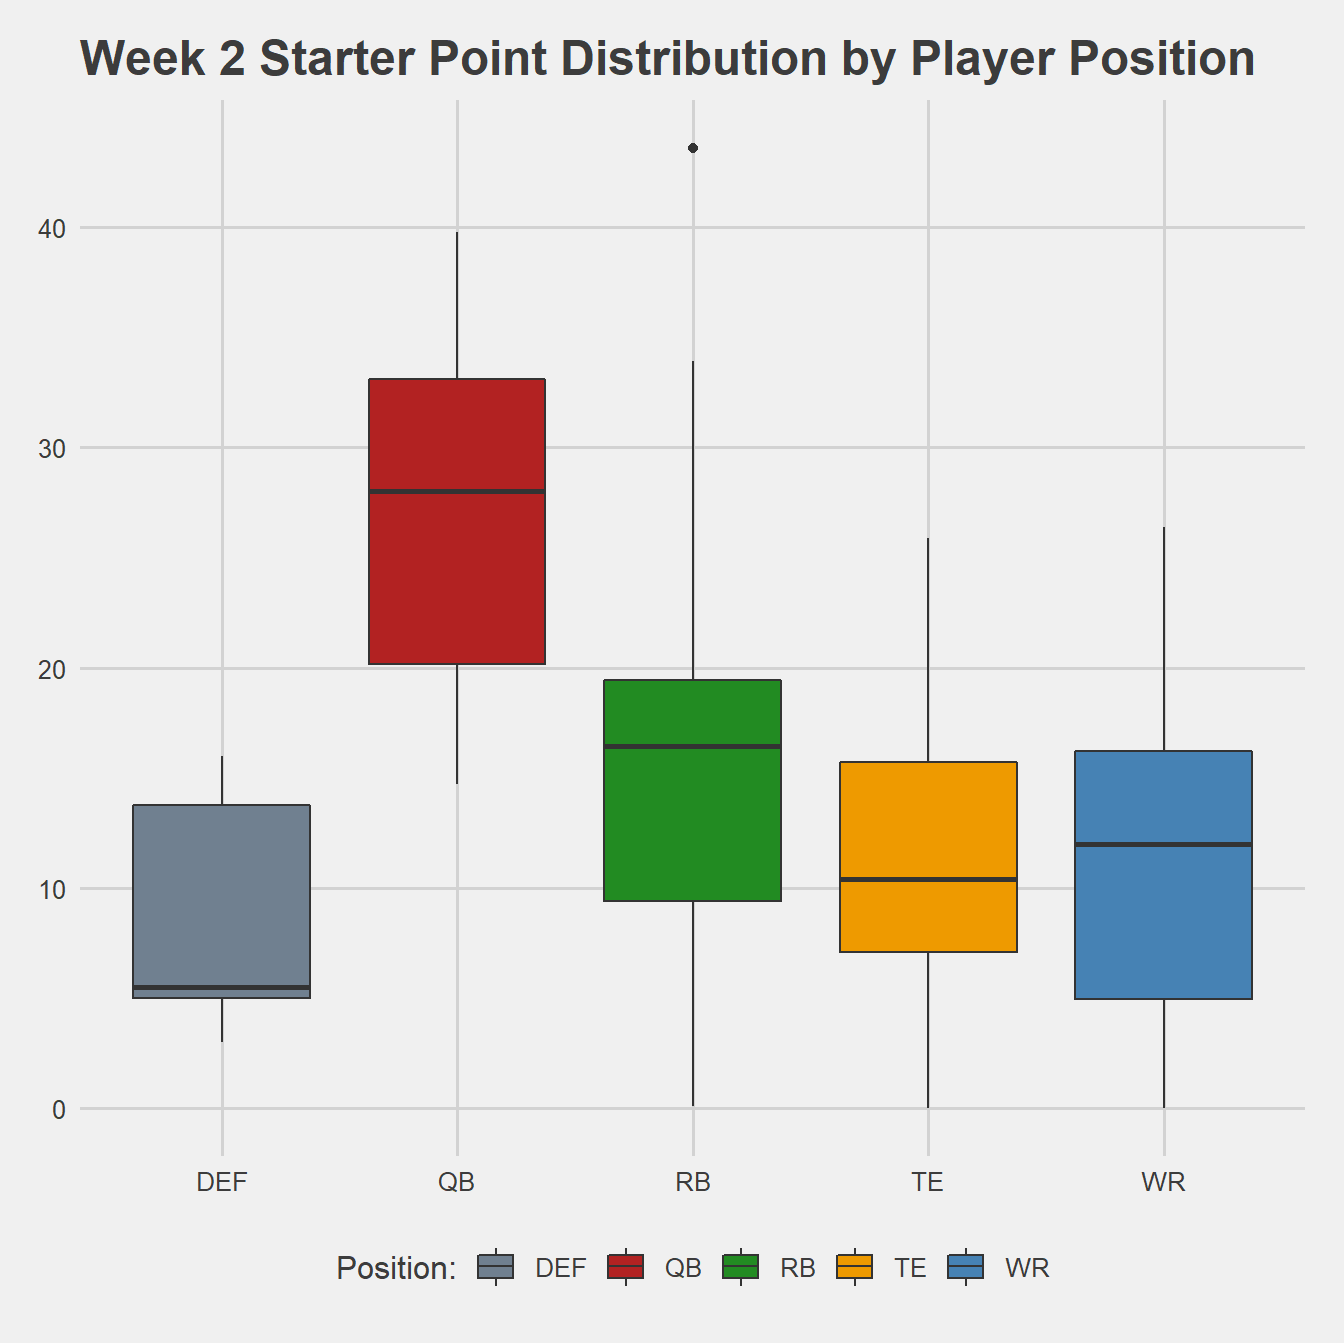 Week 2 Starter Point Distribution by Player Position
40
30
20
10
0
DEF QB RB TE WR
Position: DEF QB RB TE WR